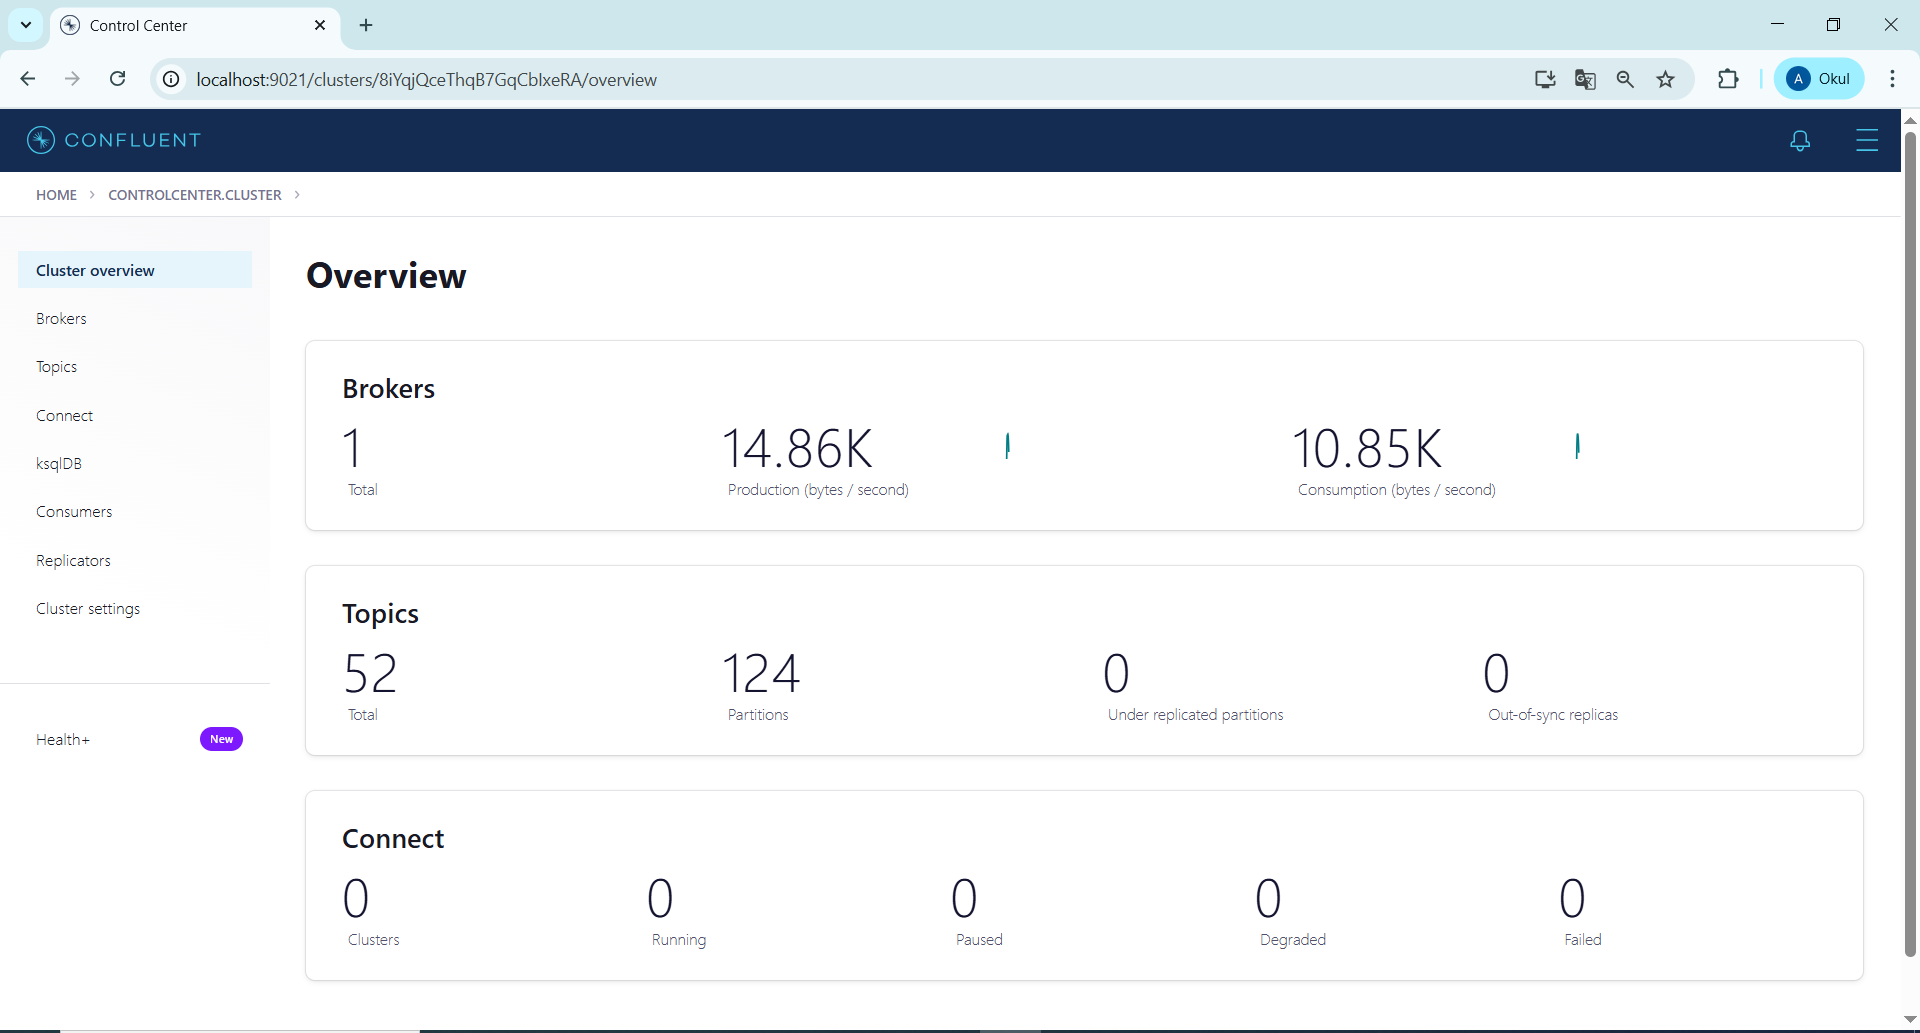 Control Center
localhost:9021/clusters/8iYqjQceThqB7GqCbIxeRA/overview
A Okul
CONFLUENT
HOME > CONTROLCENTER.CLUSTER >
Cluster overview
Brokers
Topics
Connect
ksqlDB
Consumers
Replicators
Cluster settings
Health+ New
Overview
Brokers
1 14.86K 10.85K
Total Production (bytes / second) Consumption (bytes / second)
Topics
52 124 0 0
Total Partitions Under replicated partitions Out-of-sync replicas
Connect
0 0 0 0 0
Clusters Running Paused Degraded Failed